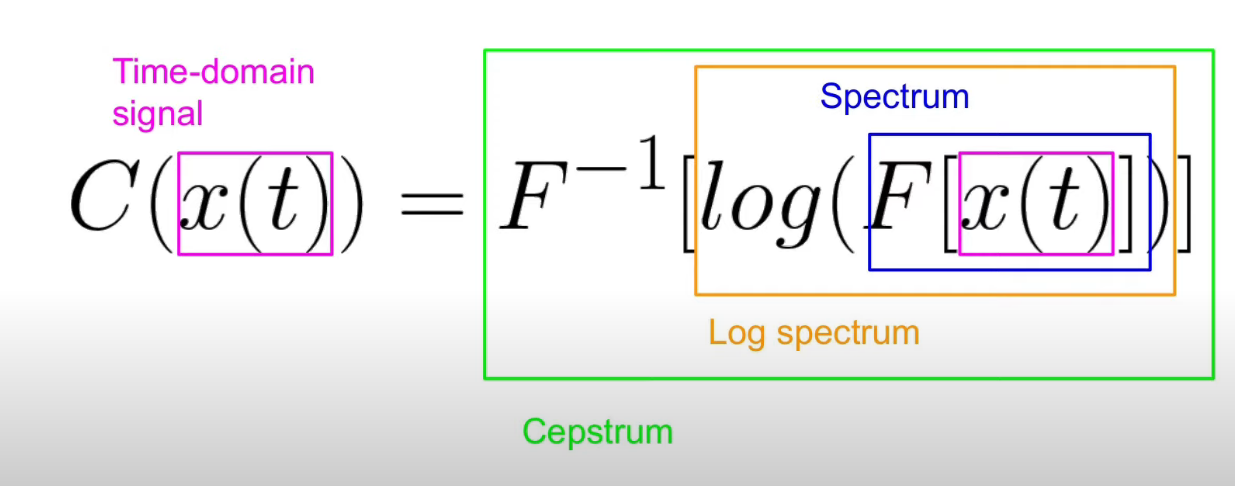 Time-domain
signal
Spectrum
C(x(t)) = F⁻¹[log(F[x(t)])]
Log spectrum
Cepstrum